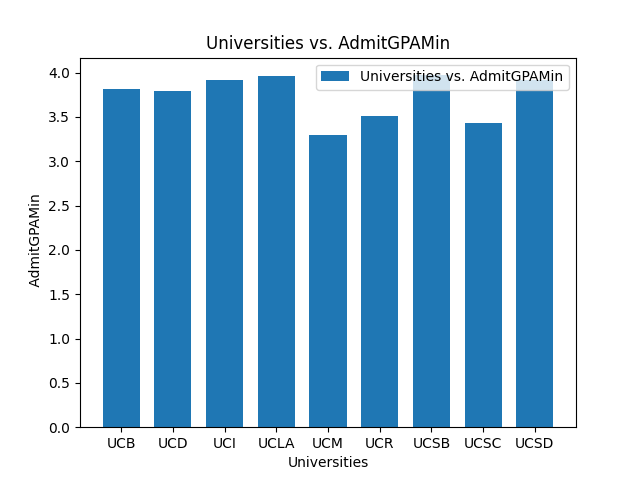 Universities vs. AdmitGPAMin
Universities vs. AdmitGPAMin
AdmitGPAMin
4.0
3.5
3.0
2.5
2.0
1.5
1.0
0.5
0.0
UCB UCD UCI UCLA UCM UCR UCSB UCSC UCSD
Universities